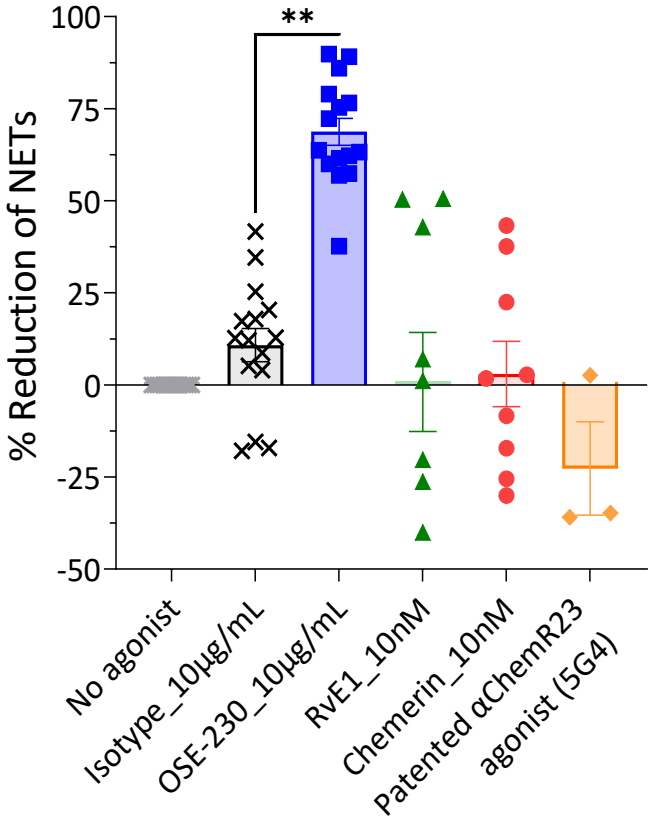 **
% Reduction of NETs
100
75
50
25
0
-25
-50
No agonist
Isotype_10µg/mL
OSE-230_10µg/mL
RvE1_10nM
Chemerin_10nM
Patented αChemR23
agonist (5G4)